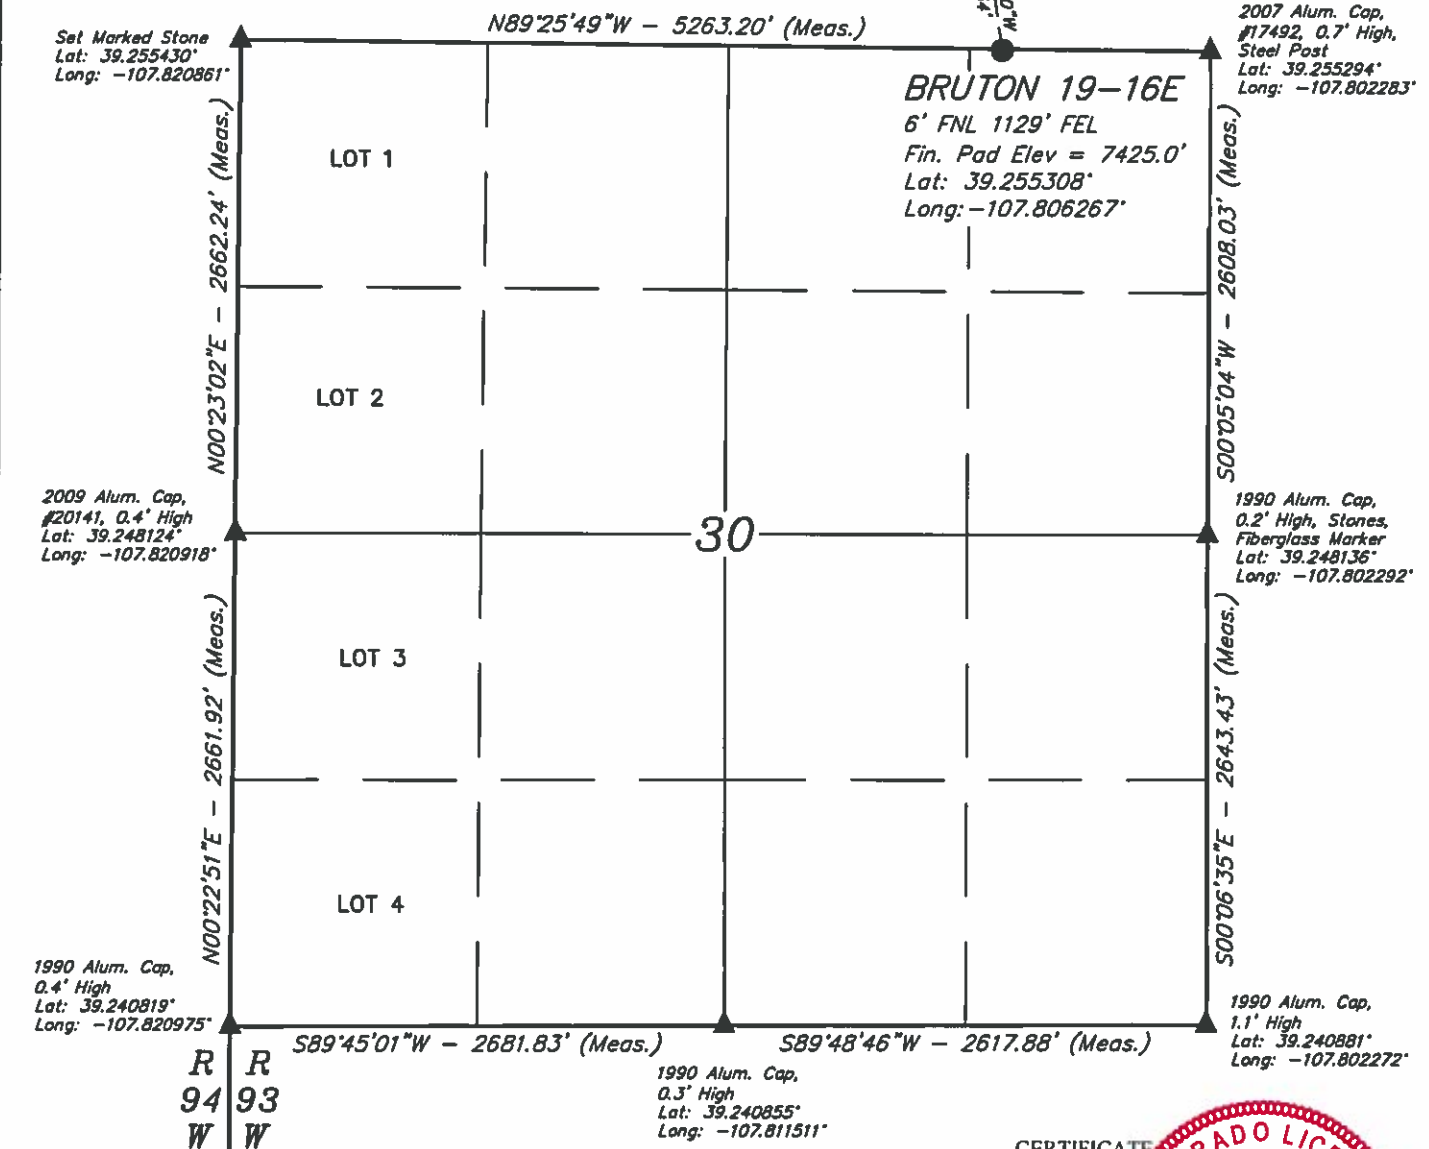 N89°25'49"W - 5263.20' (Meas.)
Set Marked Stone
Lat: 39.255430°
Long: -107.820861°
2007 Alum. Cap,
#17492, 0.7' High,
Steel Post
Lat: 39.255294°
Long: -107.802283°
BRUTON 19-16E
6' FNL 1129' FEL
Fin. Pad Elev = 7425.0'
Lat: 39.255308°
Long: -107.806267°
N00°23'02"E - 2662.24' (Meas.)
LOT 1
S00°05'04"W - 2608.03' (Meas.)
LOT 2
2009 Alum. Cap,
#20141, 0.4' High
Lat: 39.248124°
Long: -107.820918°
30
1990 Alum. Cap,
0.2' High, Stones,
Fiberglass Marker
Lat: 39.248136°
Long: -107.802292°
N00°22'51"E - 2661.92' (Meas.)
LOT 3
S00°06'35"E - 2643.43' (Meas.)
LOT 4
1990 Alum. Cap,
0.4' High
Lat: 39.240819°
Long: -107.820975°
S89°45'01"W - 2681.83' (Meas.)
S89°48'46"W - 2617.88' (Meas.)
1990 Alum. Cap,
1.1' High
Lat: 39.240881°
Long: -107.802272°
1990 Alum. Cap,
0.3' High
Lat: 39.240855°
Long: -107.811511°
R R
94 93
W W
CERTIFICATE